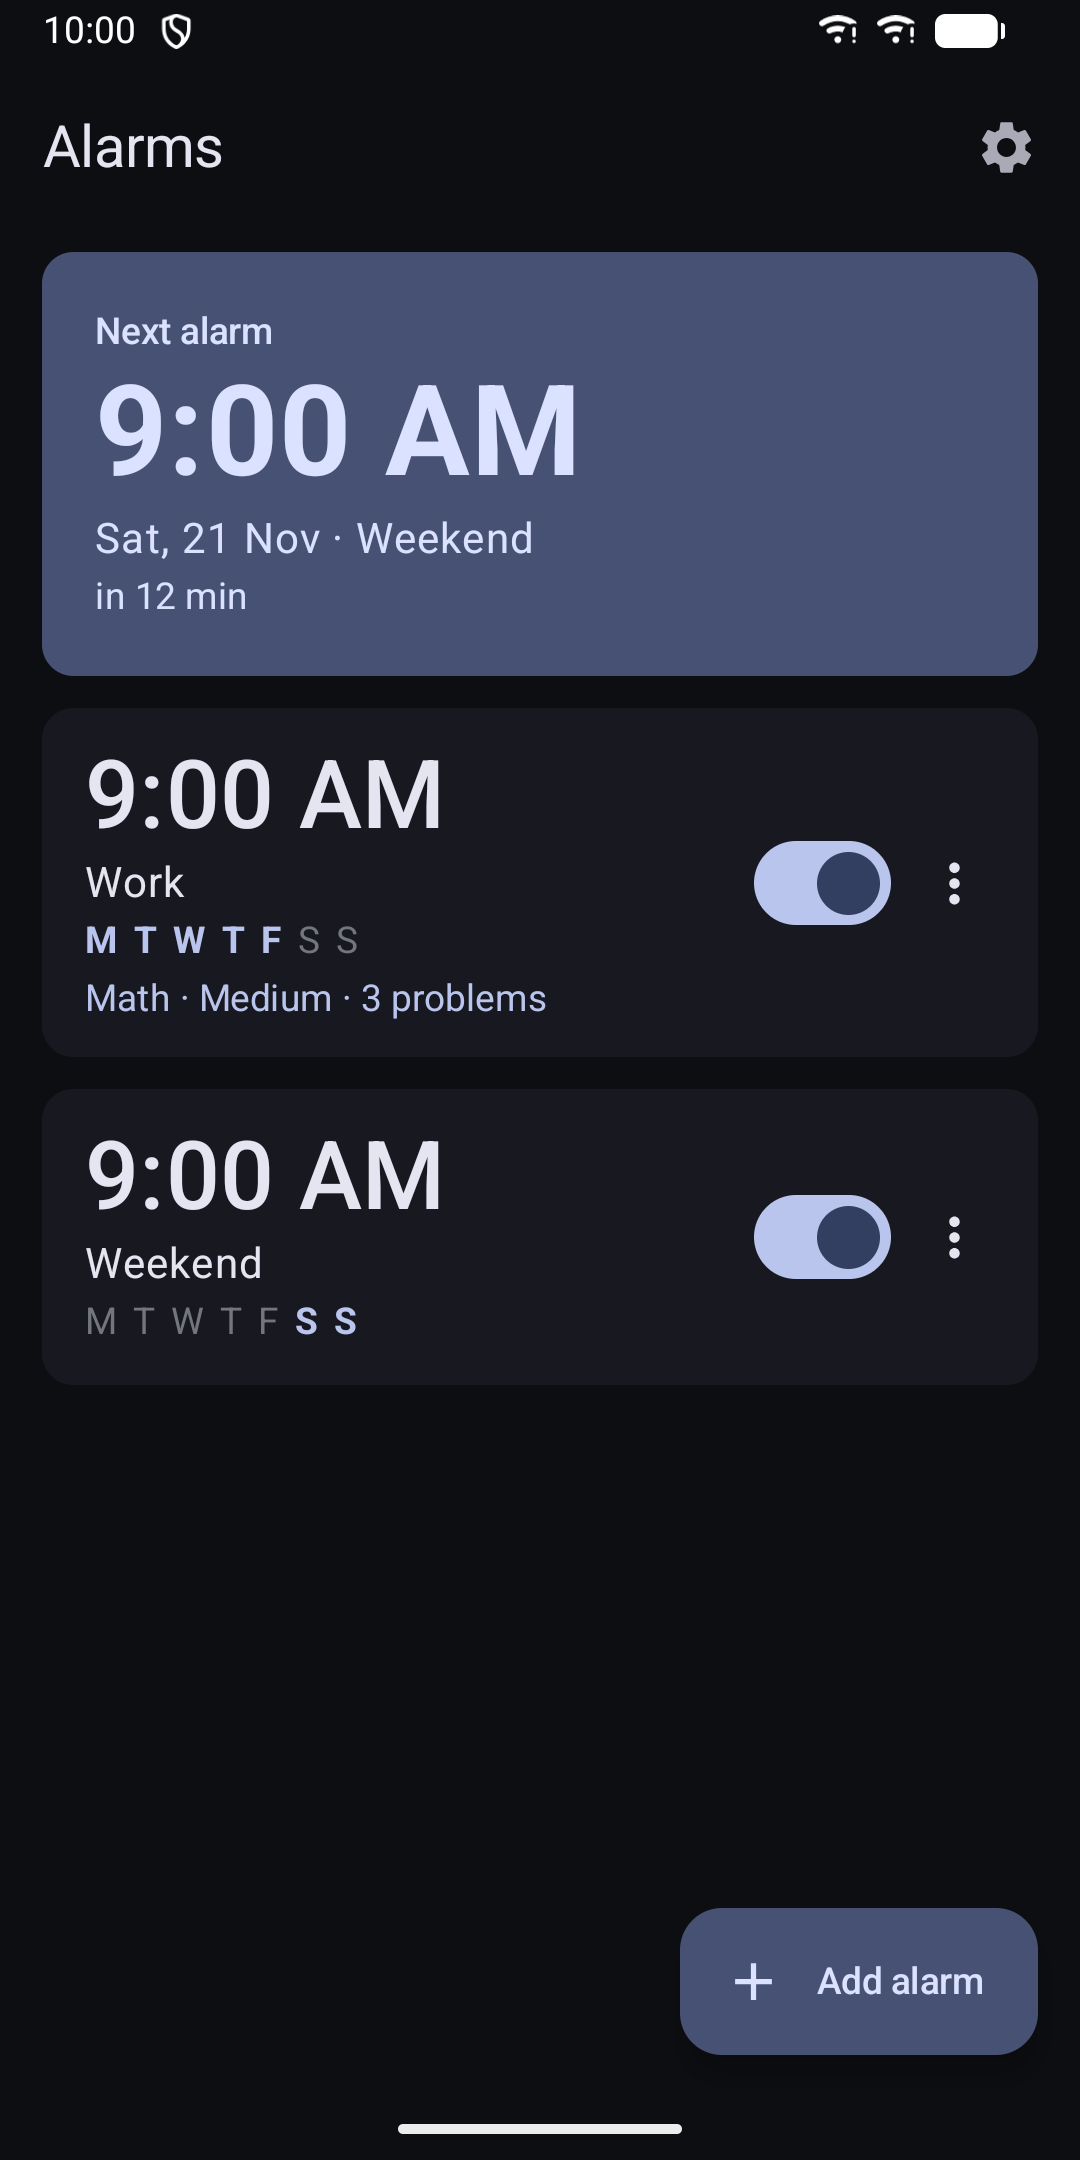 10:00
Alarms
Next alarm
9:00 AM
Sat, 21 Nov · Weekend
in 12 min
9:00 AM
Work
M T W T F S S
Math · Medium · 3 problems
9:00 AM
Weekend
M T W T F S S
Add alarm